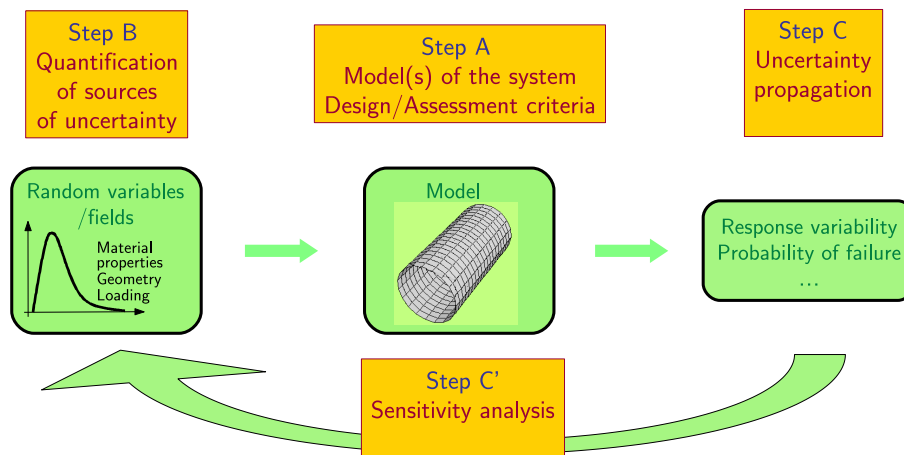 Step B
Quantification
of sources
of uncertainty
Step A
Model(s) of the system
Design/Assessment criteria
Step C
Uncertainty
propagation
Random variables
/fields
Material
properties
Geometry
Loading
Model
Response variability
Probability of failure
...
Step C'
Sensitivity analysis